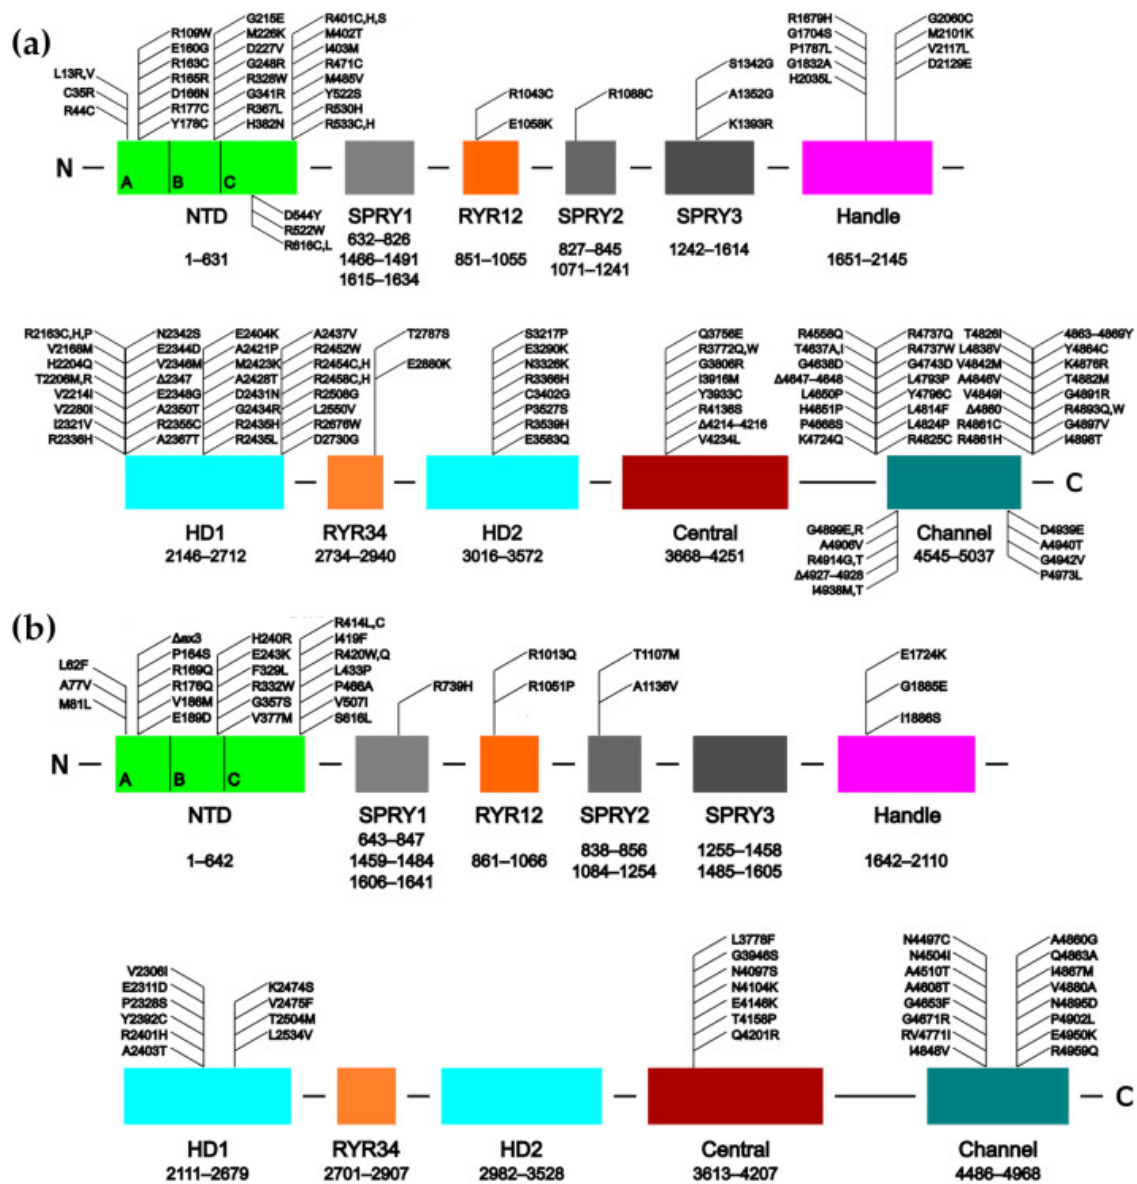 (a)
L13R,V
C35R
R44C
R109W
E160G
R163C
R165R
D166N
R177C
Y178C
G215E
M226K
D227V
G248R
R328W
G341R
R367L
H382N
R401C,H,S
M402T
I403M
R471C
M485V
Y522S
R530H
R533C,H
R1043C
E1058K
R1088C
S1342G
A1352G
K1393R
R1679H
G1704S
P1787L
G1832A
H2035L
G2060C
M2101K
V2117L
D2129E
N
A
B
C
D544Y
R522W
R616C,L
NTD
1–631
SPRY1
632–826
1466–1491
1615–1634
RYR12
851–1055
SPRY2
827–845
1071–1241
SPRY3
1242–1614
Handle
1651–2145
R2163C,H,P
V2168M
H2204Q
T2206M,R
V2214I
V2280I
I2321V
R2336H
N2342S
E2344D
V2346M
Δ2347
E2348G
A2350T
R2355C
A2367T
E2404K
A2421P
M2423K
A2428T
D2431N
G2434R
R2435H
R2435L
A2437V
R2452W
R2454C,H
R2458C,H
R2508G
L2550V
R2676W
D2730G
T2787S
E2880K
S3217P
E3290K
N3326K
R3366H
C3402G
P3527S
R3539H
E3583Q
Q3756E
R3772Q,W
G3806R
I3916M
Y3933C
R4136S
Δ4214–4216
V4234L
R4558Q
T4637A,I
G4638D
Δ4647–4648
L4650P
H4651P
P4668S
K4724Q
R4737Q
R4737W
G4743D
L4793P
Y4796C
L4814F
L4824P
R4825C
T4826I
L4838V
V4842M
A4846V
V4849I
Δ4860
R4861C
R4861H
4863–4869Y
Y4864C
K4876R
T4882M
G4891R
R4893Q,W
G4897V
I4898T
C
HD1
2146–2712
RYR34
2734–2940
HD2
3016–3572
Central
3668–4251
Channel
4545–5037
G4899E,R
A4906V
R4914G,T
Δ4927–4928
I4938M,T
D4939E
A4940T
G4942V
P4973L
(b)
L62F
A77V
M81L
Δex3
P164S
R169Q
R176Q
V186M
E189D
H240R
E243K
F329L
R332W
G357S
V377M
R414L,C
I419F
R420W,Q
L433P
P466A
V507I
S616L
R739H
R1013Q
R1051P
T1107M
A1136V
E1724K
G1885E
I1886S
N
A
B
C
NTD
1–642
SPRY1
643–847
1459–1484
1606–1641
RYR12
861–1066
SPRY2
838–856
1084–1254
SPRY3
1255–1458
1485–1605
Handle
1642–2110
V2306I
E2311D
P2328S
Y2392C
R2401H
A2403T
K2474S
V2475F
T2504M
L2534V
L3778F
G3946S
N4097S
N4104K
E4146K
T4158P
Q4201R
N4497C
N4504I
A4510T
A4608T
G4653F
G4671R
RV4771I
I4848V
A4860G
Q4863A
I4867M
V4880A
N4895D
P4902L
E4950K
R4959Q
C
HD1
2111–2679
RYR34
2701–2907
HD2
2982–3528
Central
3613–4207
Channel
4486–4968